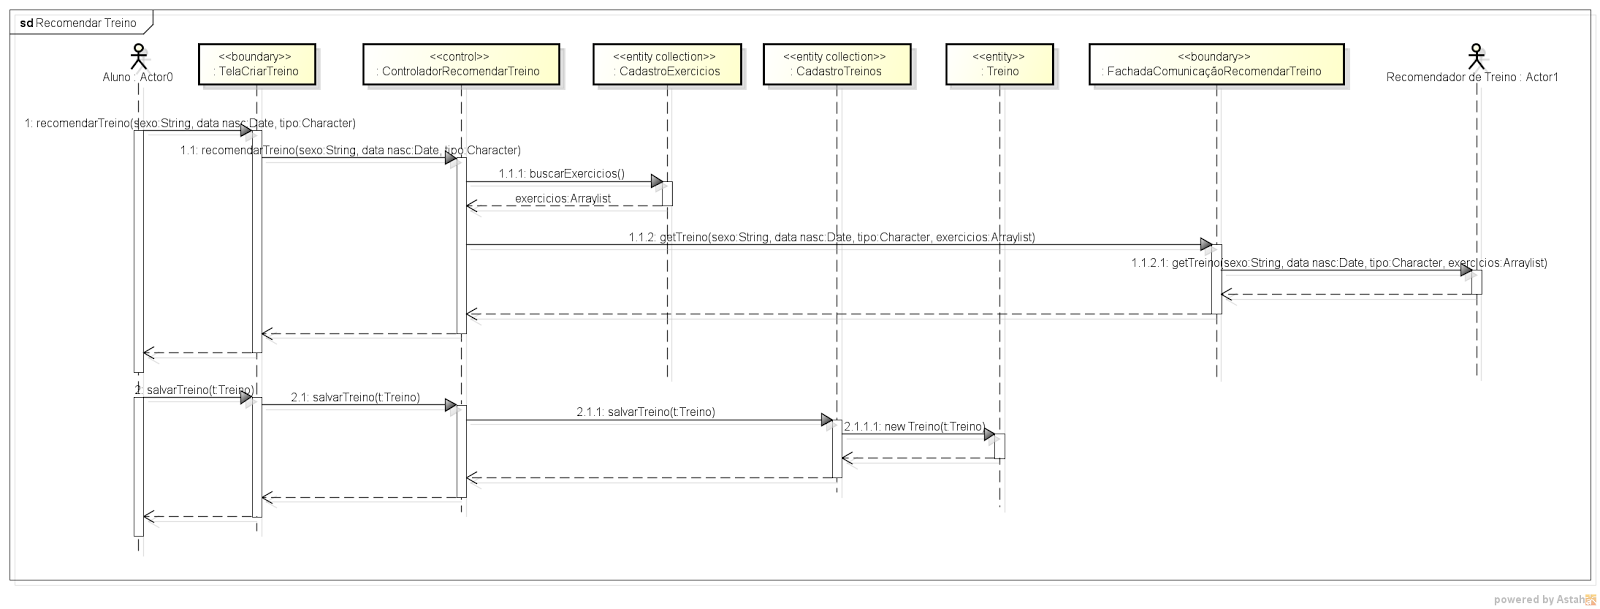 sd Recomendar Treino
Aluno : Actor0
<<boundary>>
: TelaCriarTreino
<<control>>
: ControladorRecomendarTreino
<<entity collection>>
: CadastroExercicios
<<entity collection>>
: CadastroTreinos
<<entity>>
: Treino
<<boundary>>
: FachadaComunicaçãoRecomendarTreino
Recomendador de Treino : Actor1
1: recomendarTreino(sexo:String, data nasc:Date, tipo:Character)
1.1: recomendarTreino(sexo:String, data nasc:Date, tipo:Character)
1.1.1: buscarExercicios()
exercicios:Arraylist
1.1.2: getTreino(sexo:String, data nasc:Date, tipo:Character, exercicios:Arraylist)
1.1.2.1: getTreino(sexo:String, data nasc:Date, tipo:Character, exercicios:Arraylist)
2: salvarTreino(t:Treino)
2.1: salvarTreino(t:Treino)
2.1.1: salvarTreino(t:Treino)
2.1.1.1: new Treino(t:Treino)
powered by Astah